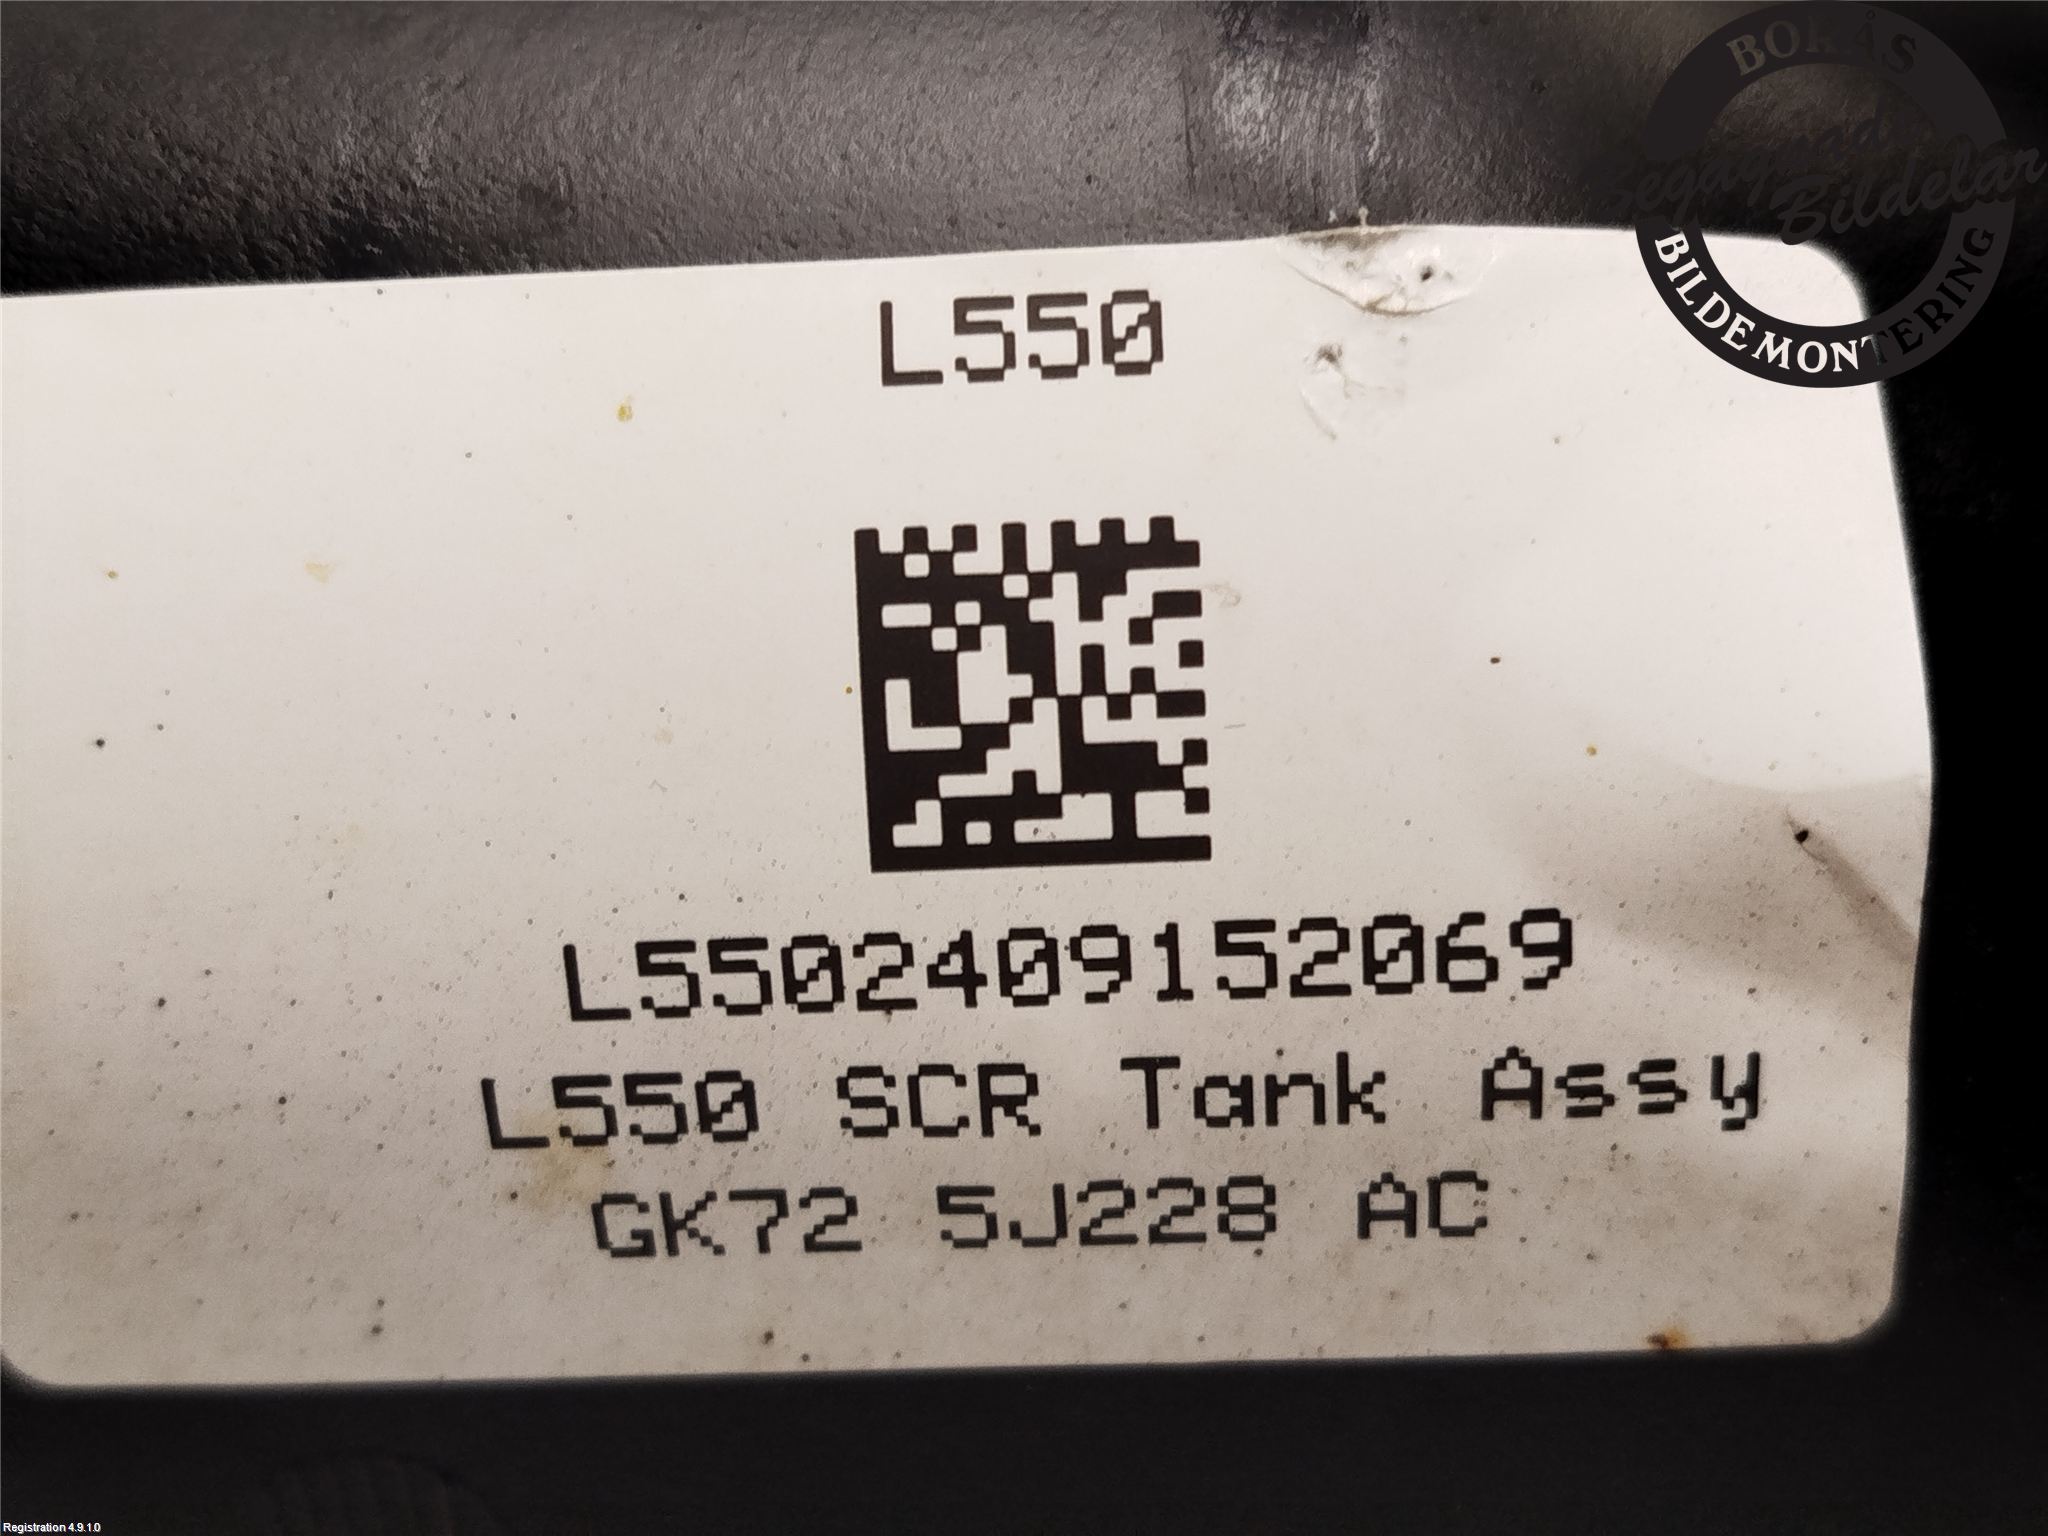 BORÅS
Begagnade
Bildelar
BILDEMONTERING
L550
L5502409152069
L550 SCR Tank Assy
GK72 5J228 AC
Registration 4.9.1.0